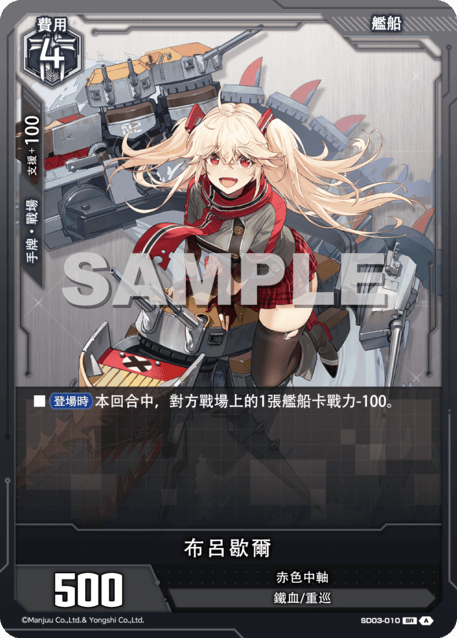 費用
4
艦船
支援+100
手牌・戰場
SAMPLE
■ 登場時 本回合中，對方戰場上的1張艦船卡戰力-100。
布呂歇爾
500
赤色中軸
鐵血/重巡
©Manjuu Co.,Ltd.& Yongshi Co.,Ltd.
SD03-010 SR A